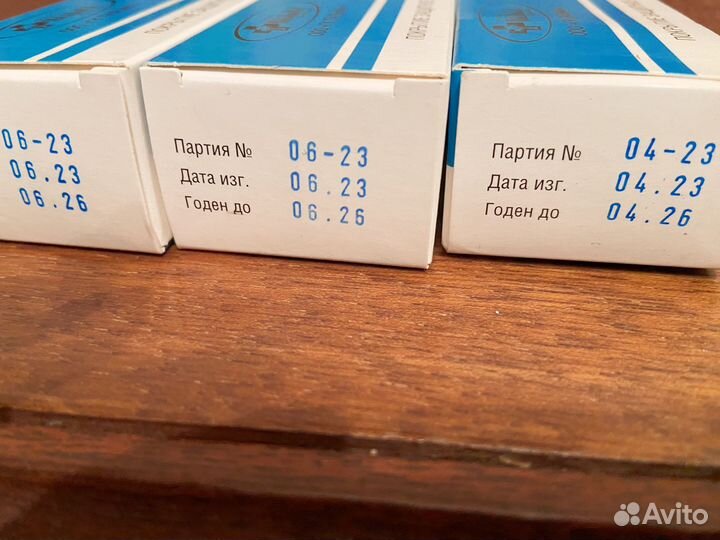 06-23
06.23
06.26
Партия № 06-23
Дата изг. 06.23
Годен до 06.26
Партия № 04-23
Дата изг. 04.23
Годен до 04.26
Avito